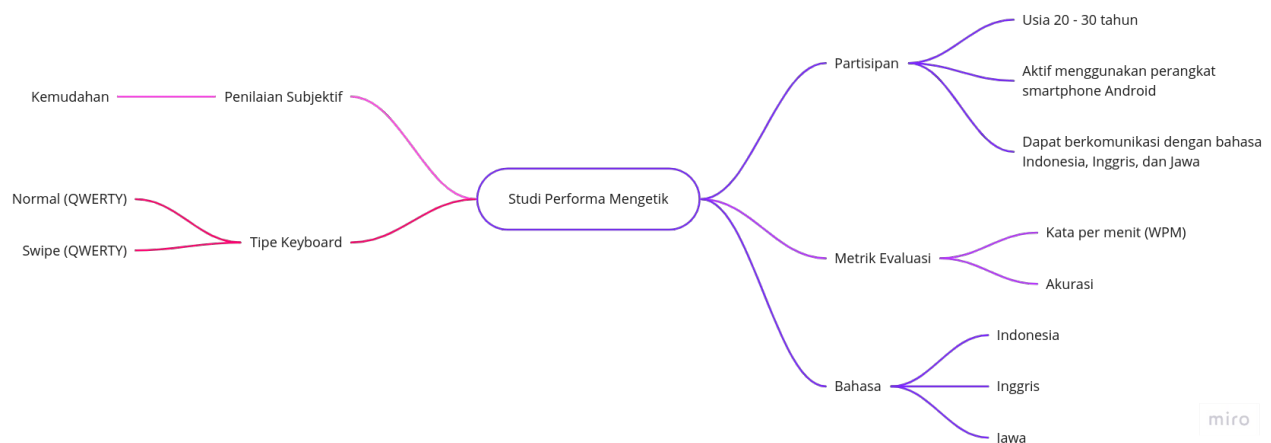 Studi Performa Mengetik
Penilaian Subjektif
Kemudahan
Tipe Keyboard
Normal (QWERTY)
Swipe (QWERTY)
Partisipan
Usia 20 - 30 tahun
Aktif menggunakan perangkat
smartphone Android
Dapat berkomunikasi dengan bahasa
Indonesia, Inggris, dan Jawa
Metrik Evaluasi
Kata per menit (WPM)
Akurasi
Bahasa
Indonesia
Inggris
Jawa
miro